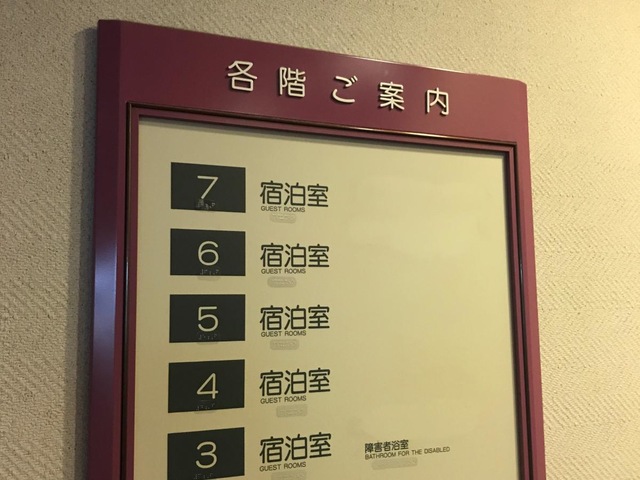 各階ご案内
7 宿泊室
GUEST ROOMS
6 宿泊室
GUEST ROOMS
5 宿泊室
GUEST ROOMS
4 宿泊室
GUEST ROOMS
3 宿泊室 障害者浴室
GUEST ROOMS BATHROOM FOR THE DISABLED